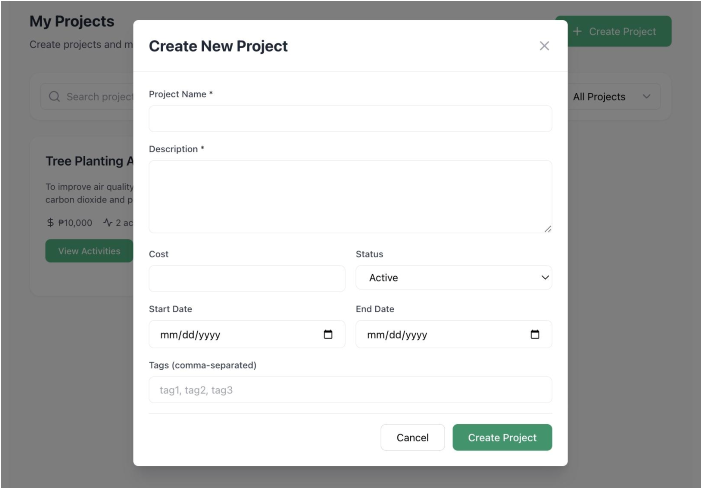 My Projects
Create projects and m
+ Create Project
Create New Project
Search project
All Projects
Project Name *
Description *
Tree Planting A
To improve air quality
carbon dioxide and p
$ ₱10,000 2 ac
View Activities
Cost
Status
Active
Start Date
End Date
mm/dd/yyyy
mm/dd/yyyy
Tags (comma-separated)
tag1, tag2, tag3
Cancel
Create Project